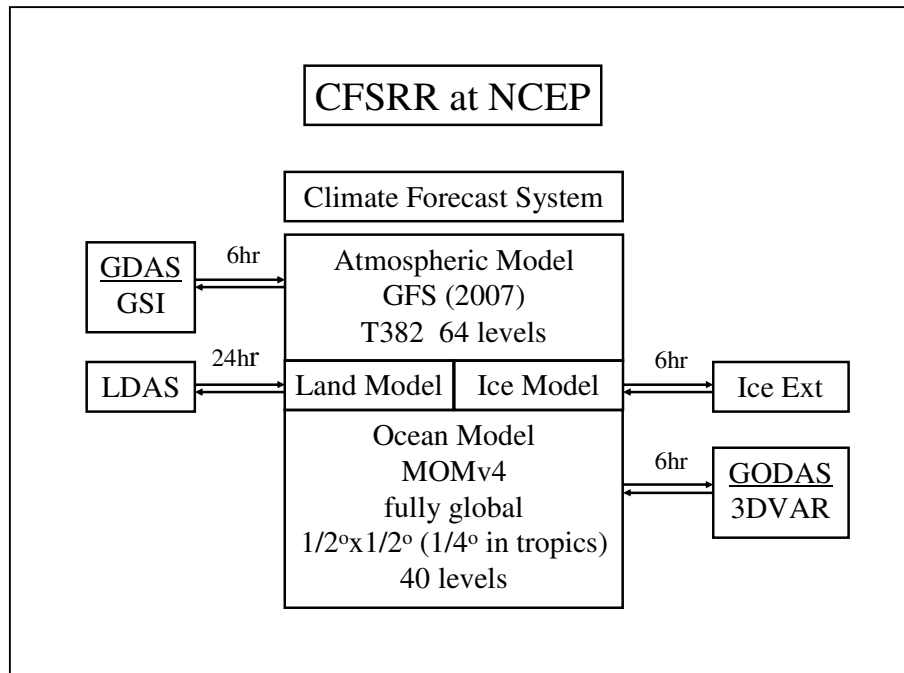 CFSRR at NCEP
Climate Forecast System
6hr
GDAS
GSI
Atmospheric Model
GFS (2007)
T382 64 levels
24hr
LDAS
Land Model
Ice Model
6hr
Ice Ext
Ocean Model
MOMv4
fully global
1/2ºx1/2º (1/4º in tropics)
40 levels
6hr
GODAS
3DVAR